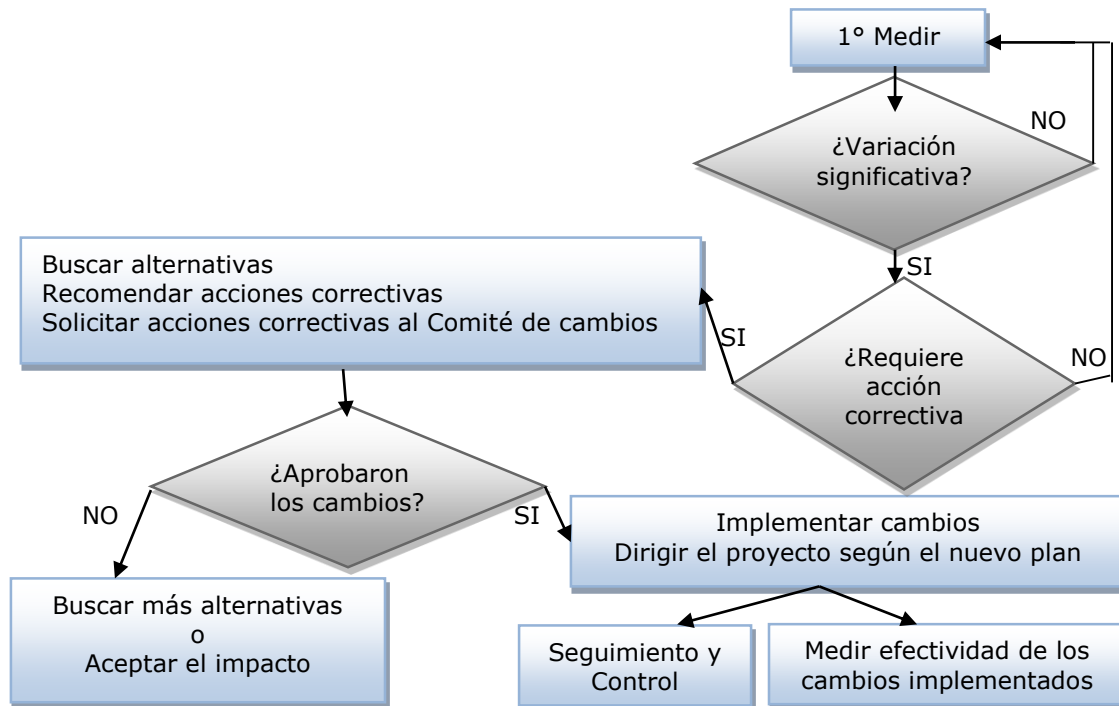 1° Medir
NO
¿Variación
significativa?
SI
Buscar alternativas
Recomendar acciones correctivas
Solicitar acciones correctivas al Comité de cambios
SI
¿Requiere
acción
correctiva
NO
¿Aprobaron
los cambios?
NO
SI
Implementar cambios
Dirigir el proyecto según el nuevo plan
Buscar más alternativas
o
Aceptar el impacto
Seguimiento y
Control
Medir efectividad de los
cambios implementados